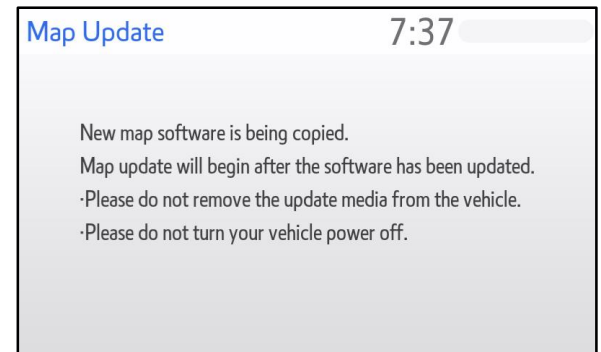 Map Update 7:37
New map software is being copied.
Map update will begin after the software has been updated.
·Please do not remove the update media from the vehicle.
·Please do not turn your vehicle power off.